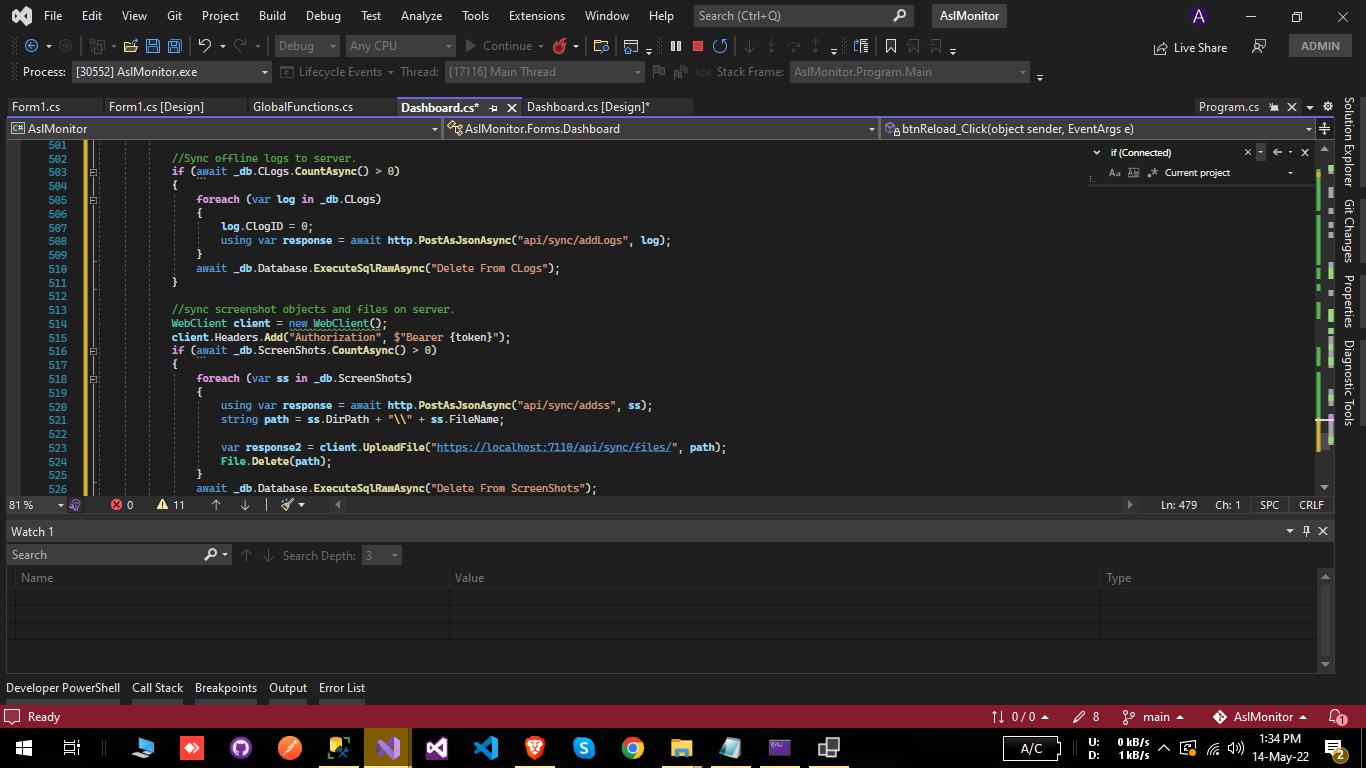 File Edit View Git Project Build Debug Test Analyze Tools Extensions Window Help Search (Ctrl+Q) AslMonitor A
Debug Any CPU Continue Live Share ADMIN
Process: [30552] AslMonitor.exe Lifecycle Events Thread: [17116] Main Thread Stack Frame: AslMonitor.Program.Main
Form1.cs Form1.cs [Design] GlobalFunctions.cs Dashboard.cs* Dashboard.cs [Design]* Program.cs
C# AslMonitor AslMonitor.Forms.Dashboard btnReload_Click(object sender, EventArgs e)
if (Connected)
Aa Ab .* Current project
501
502 //Sync offline logs to server.
503 if (await _db.CLogs.CountAsync() > 0)
504 {
505 foreach (var log in _db.CLogs)
506 {
507 log.ClogID = 0;
508 using var response = await http.PostAsJsonAsync("api/sync/addLogs", log);
509 }
510 await _db.Database.ExecuteSqlRawAsync("Delete From CLogs");
511 }
512
513 //sync screenshot objects and files on server.
514 WebClient client = new WebClient();
515 client.Headers.Add("Authorization", $"Bearer {token}");
516 if (await _db.ScreenShots.CountAsync() > 0)
517 {
518 foreach (var ss in _db.ScreenShots)
519 {
520 using var response = await http.PostAsJsonAsync("api/sync/addss", ss);
521 string path = ss.DirPath + "\\" + ss.FileName;
522
523 var response2 = client.UploadFile("https://localhost:7110/api/sync/files/", path);
524 File.Delete(path);
525 }
526 await _db.Database.ExecuteSqlRawAsync("Delete From ScreenShots");
Solution Explorer
Git Changes
Properties
Diagnostic Tools
81 % 0 11 Ln: 479 Ch: 1 SPC CRLF
Watch 1
Search Search Depth: 3
Name Value Type
Developer PowerShell Call Stack Breakpoints Output Error List
Ready 0 / 0 8 main AslMonitor 1
A/C U: 0 kB/s 1:34 PM
D: 1 kB/s 14-May-22 2